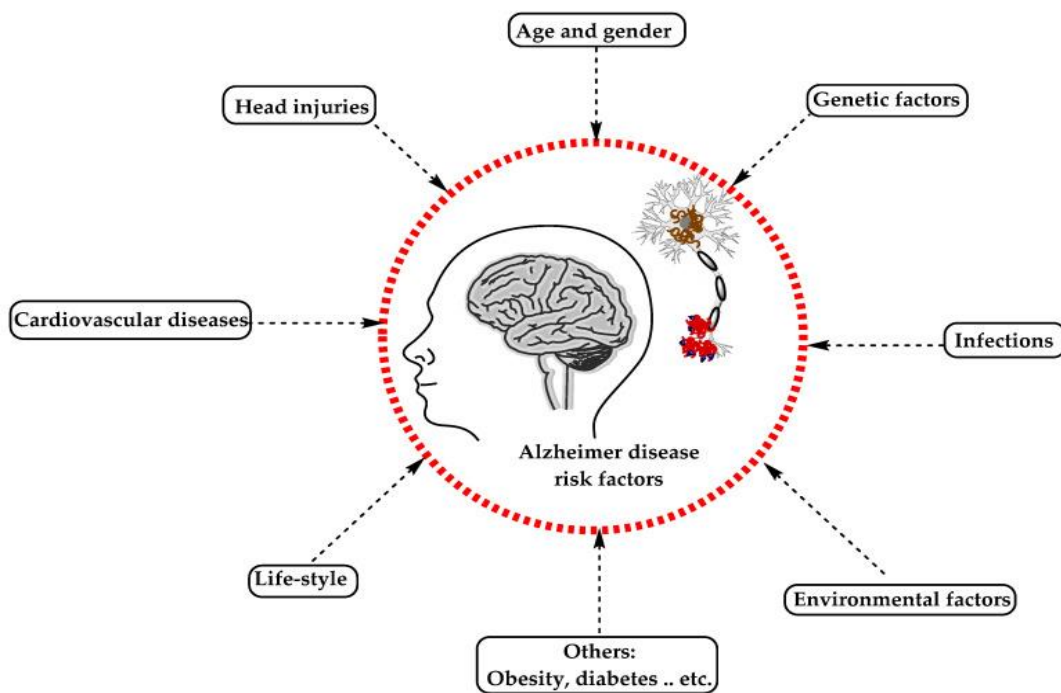 Age and gender
Head injuries
Genetic factors
Cardiovascular diseases
Infections
Alzheimer disease
risk factors
Life-style
Environmental factors
Others:
Obesity, diabetes .. etc.